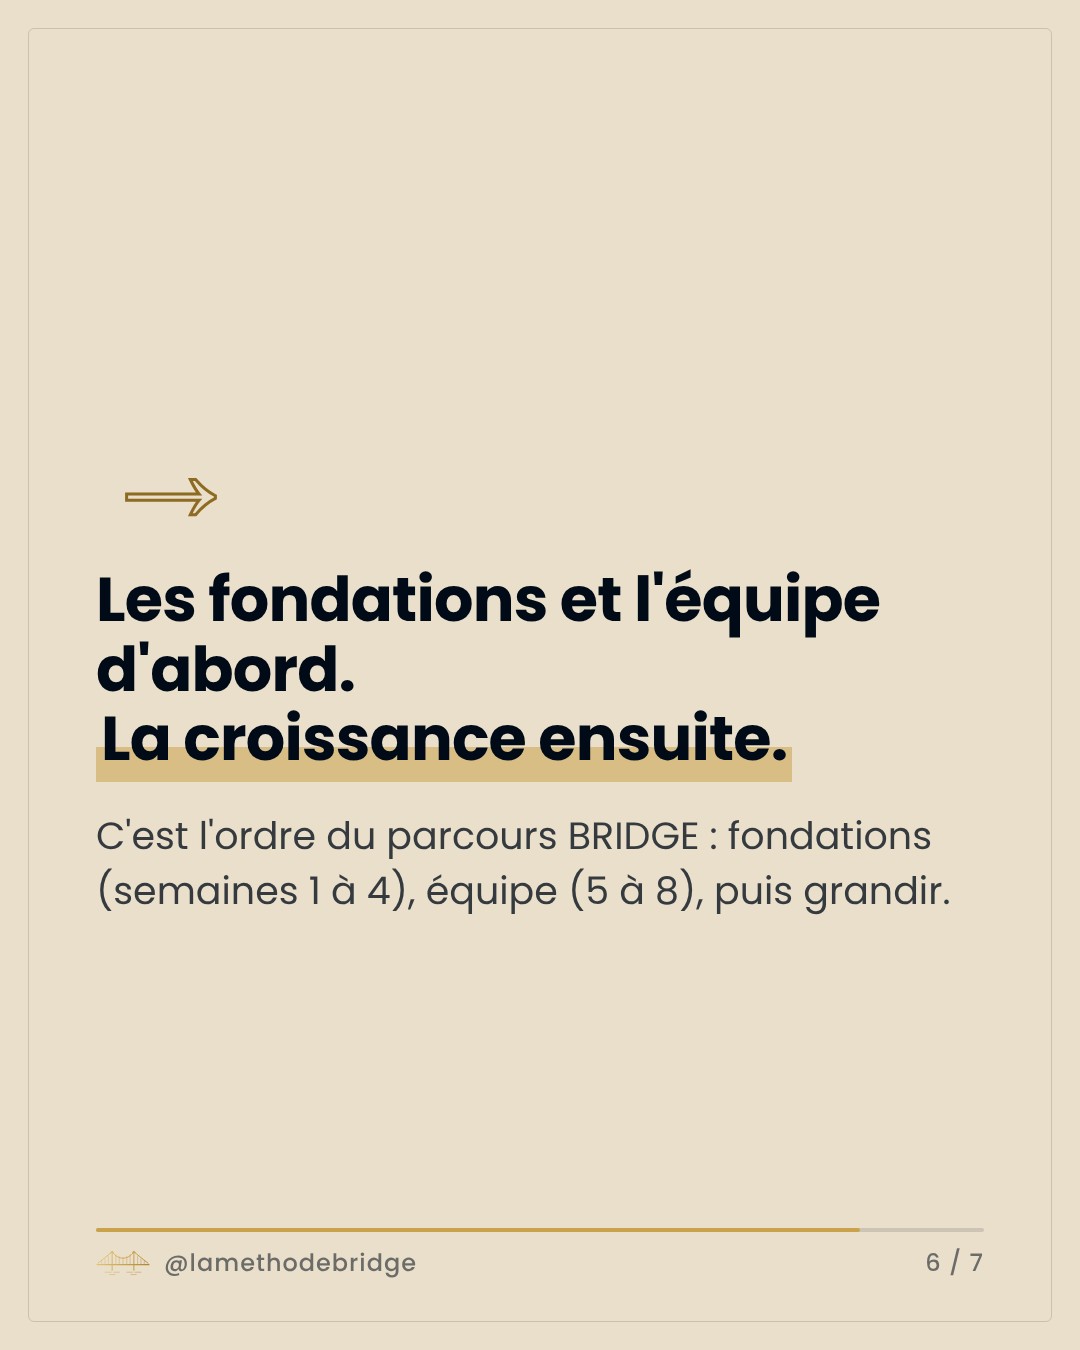 Les fondations et l'équipe
d'abord.
La croissance ensuite.
C'est l'ordre du parcours BRIDGE : fondations
(semaines 1 à 4), équipe (5 à 8), puis grandir.
@lamethodebridge
6 / 7